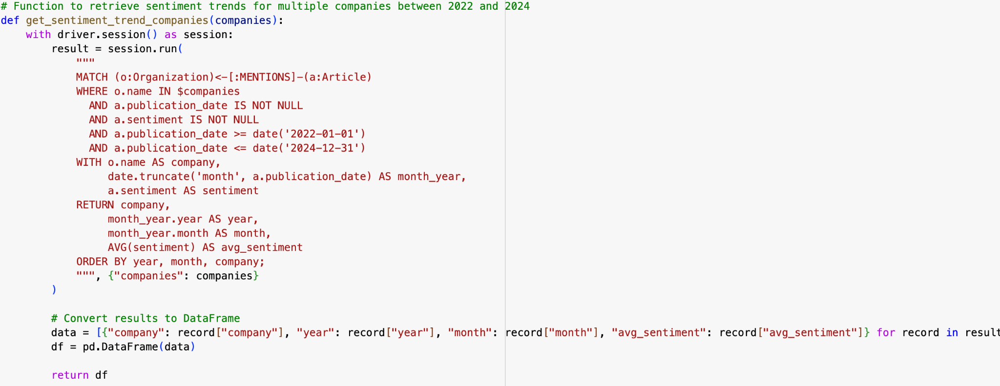 # Function to retrieve sentiment trends for multiple companies between 2022 and 2024
def get_sentiment_trend_companies(companies):
    with driver.session() as session:
        result = session.run(
            """
            MATCH (o:Organization)<-[:MENTIONS]-(a:Article)
            WHERE o.name IN $companies
              AND a.publication_date IS NOT NULL
              AND a.sentiment IS NOT NULL
              AND a.publication_date >= date('2022-01-01')
              AND a.publication_date <= date('2024-12-31')
            WITH o.name AS company,
                 date.truncate('month', a.publication_date) AS month_year,
                 a.sentiment AS sentiment
            RETURN company,
                 month_year.year AS year,
                 month_year.month AS month,
                 AVG(sentiment) AS avg_sentiment
            ORDER BY year, month, company;
            """, {"companies": companies}
        )

        # Convert results to DataFrame
        data = [{"company": record["company"], "year": record["year"], "month": record["month"], "avg_sentiment": record["avg_sentiment"]} for record in result
        df = pd.DataFrame(data)

        return df